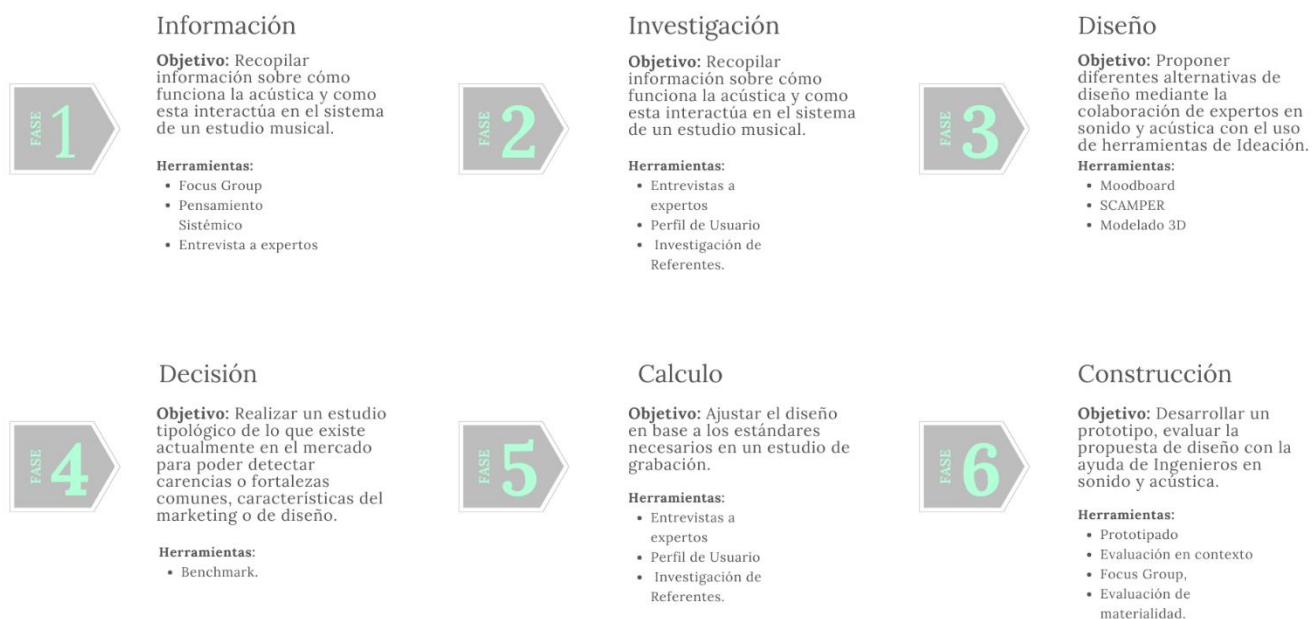 Información
Objetivo: Recopilar
información sobre cómo
funciona la acústica y como
esta interactúa en el sistema
de un estudio musical.
FASE 1
Herramientas:
• Focus Group
• Pensamiento
Sistémico
• Entrevista a expertos
Investigación
Objetivo: Recopilar
información sobre cómo
funciona la acústica y como
esta interactúa en el sistema
de un estudio musical.
FASE 2
Herramientas:
• Entrevistas a
expertos
• Perfil de Usuario
• Investigación de
Referentes.
Diseño
Objetivo: Proponer
diferentes alternativas de
diseño mediante la
colaboración de expertos en
sonido y acústica con el uso
de herramientas de Ideación.
FASE 3
Herramientas:
• Moodboard
• SCAMPER
• Modelado 3D
Decisión
Objetivo: Realizar un estudio
tipológico de lo que existe
actualmente en el mercado
para poder detectar
carencias o fortalezas
comunes, características del
marketing o de diseño.
FASE 4
Herramientas:
• Benchmark.
Calculo
Objetivo: Ajustar el diseño
en base a los estándares
necesarios en un estudio de
grabación.
FASE 5
Herramientas:
• Entrevistas a
expertos
• Perfil de Usuario
• Investigación de
Referentes.
Construcción
Objetivo: Desarrollar un
prototipo, evaluar la
propuesta de diseño con la
ayuda de Ingenieros en
sonido y acústica.
FASE 6
Herramientas:
• Prototipado
• Evaluación en contexto
• Focus Group,
• Evaluación de
materialidad.